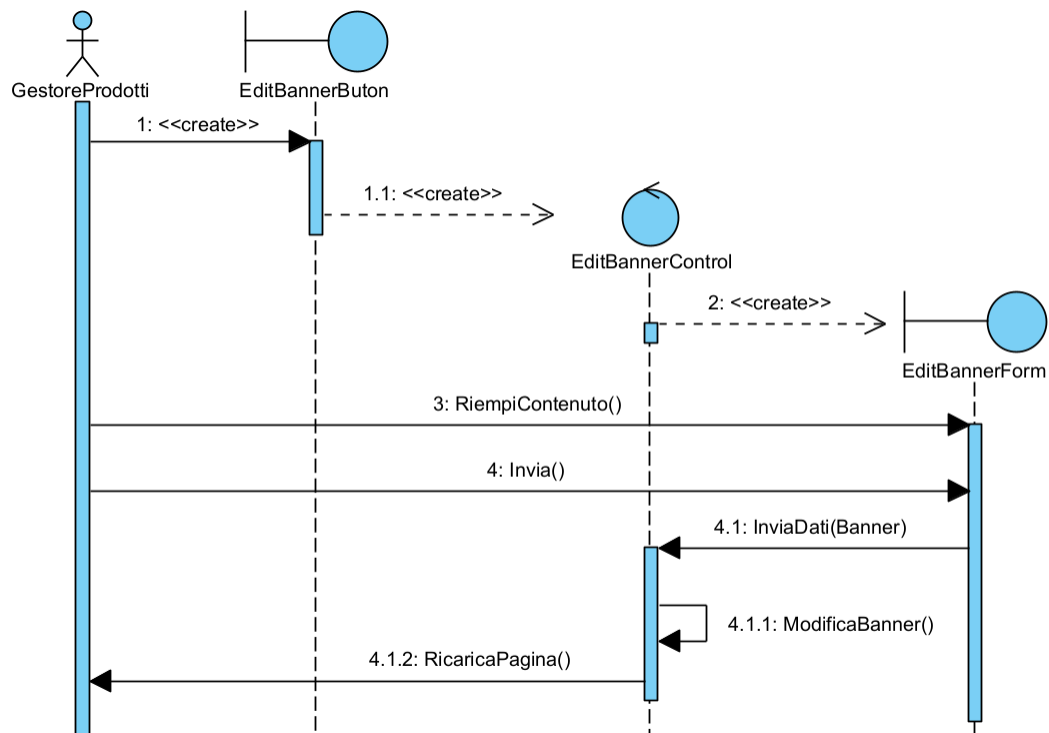 GestoreProdotti
EditBannerButon
1: <<create>>
1.1: <<create>>
EditBannerControl
2: <<create>>
EditBannerForm
3: RiempiContenuto()
4: Invia()
4.1: InviaDati(Banner)
4.1.1: ModificaBanner()
4.1.2: RicaricaPagina()